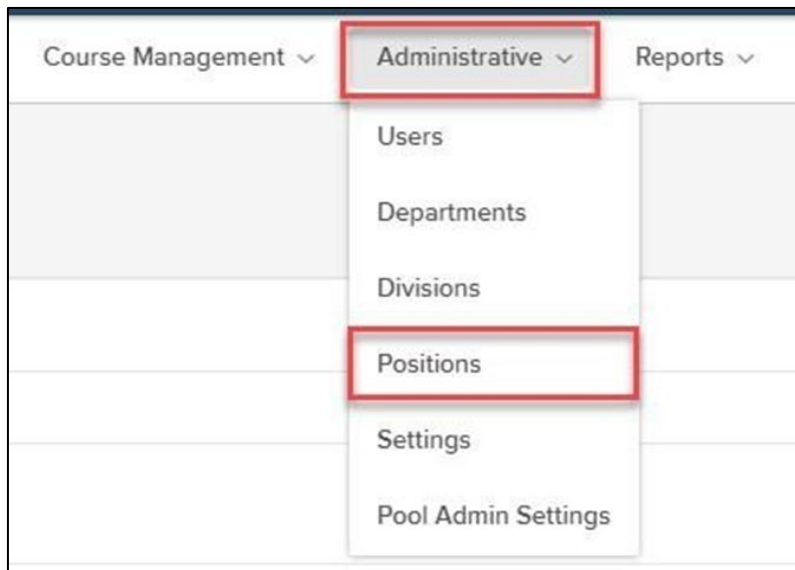 Course Management Administrative Reports
Users
Departments
Divisions
Positions
Settings
Pool Admin Settings